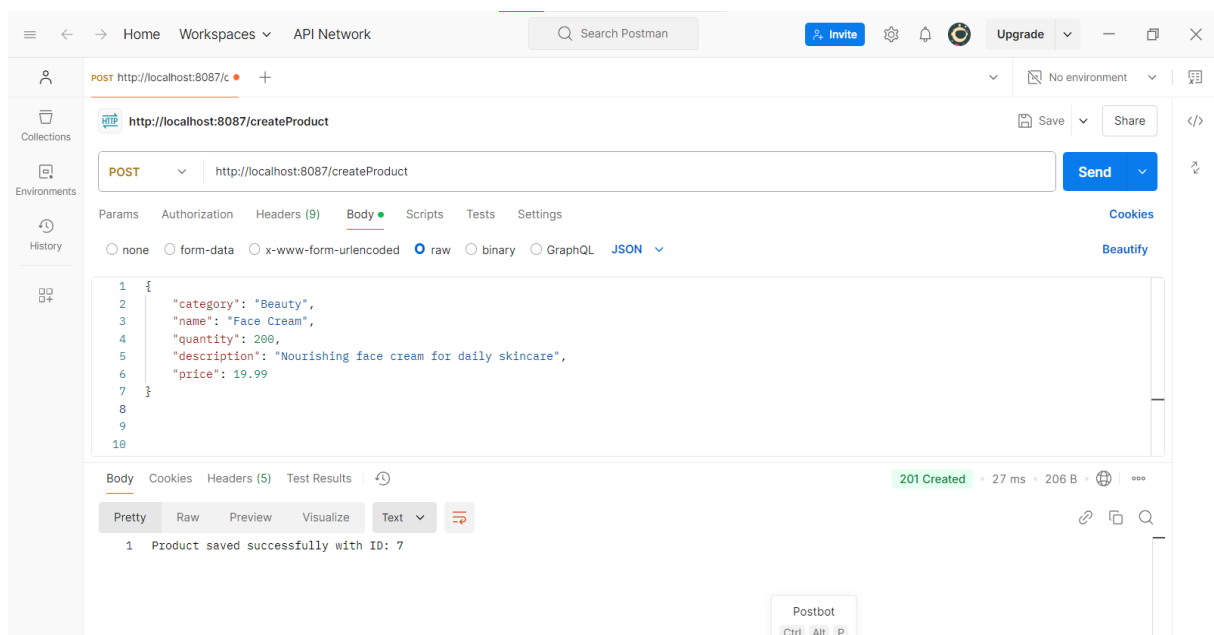 Home Workspaces API Network Search Postman Invite Upgrade
POST http://localhost:8087/c No environment
HTTP http://localhost:8087/createProduct Save Share
Collections
POST http://localhost:8087/createProduct Send
Environments
Params Authorization Headers (9) Body Scripts Tests Settings Cookies
History
none form-data x-www-form-urlencoded raw binary GraphQL JSON Beautify
1 {
2 "category": "Beauty",
3 "name": "Face Cream",
4 "quantity": 200,
5 "description": "Nourishing face cream for daily skincare",
6 "price": 19.99
7 }
8
9
10
Body Cookies Headers (5) Test Results 201 Created 27 ms 206 B
Pretty Raw Preview Visualize Text
1 Product saved successfully with ID: 7
Postbot
Ctrl Alt P